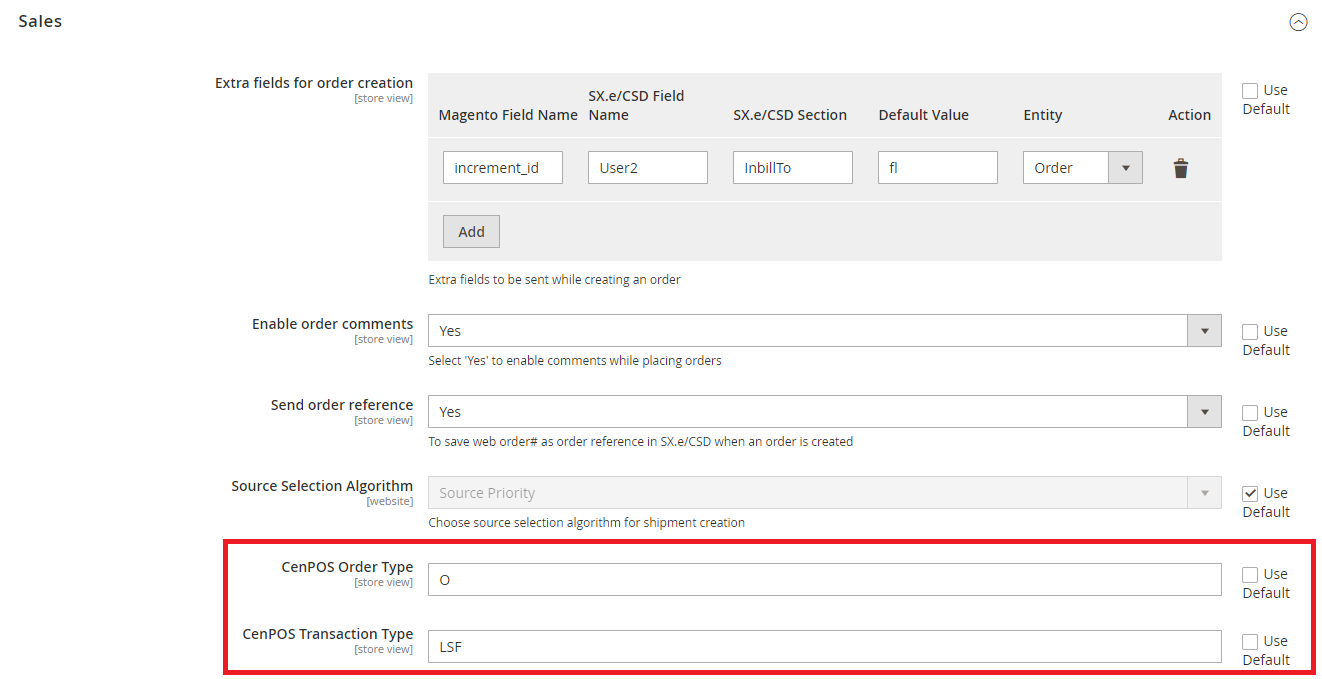 Sales
Extra fields for order creation
[store view]
Magento Field Name
SX.e/CSD Field
Name
SX.e/CSD Section
Default Value
Entity
Action
Use
Default
increment_id
User2
InbillTo
fl
Order
Add
Extra fields to be sent while creating an order
Enable order comments
[store view]
Yes
Use
Default
Select 'Yes' to enable comments while placing orders
Send order reference
[store view]
Yes
Use
Default
To save web order# as order reference in SX.e/CSD when an order is created
Source Selection Algorithm
[website]
Source Priority
Use
Default
Choose source selection algorithm for shipment creation
CenPOS Order Type
[store view]
O
Use
Default
CenPOS Transaction Type
[store view]
LSF
Use
Default